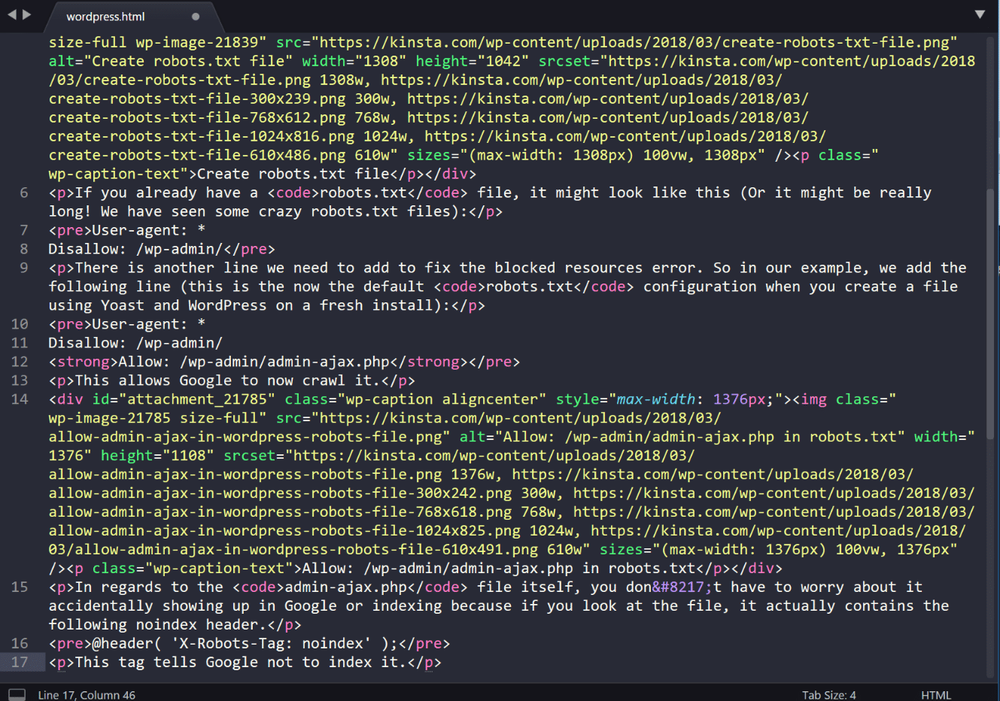 wordpress.html
size-full wp-image-21839" src="https://kinsta.com/wp-content/uploads/2018/03/create-robots-txt-file.png"
alt="Create robots.txt file" width="1308" height="1042" srcset="https://kinsta.com/wp-content/uploads/2018
/03/create-robots-txt-file.png 1308w, https://kinsta.com/wp-content/uploads/2018/03/
create-robots-txt-file-300x239.png 300w, https://kinsta.com/wp-content/uploads/2018/03/
create-robots-txt-file-768x612.png 768w, https://kinsta.com/wp-content/uploads/2018/03/
create-robots-txt-file-1024x816.png 1024w, https://kinsta.com/wp-content/uploads/2018/03/
create-robots-txt-file-610x486.png 610w" sizes="(max-width: 1308px) 100vw, 1308px" /><p class="
wp-caption-text">Create robots.txt file</p></div>
6 <p>If you already have a <code>robots.txt</code> file, it might look like this (Or it might be really
long! We have seen some crazy robots.txt files):</p>
7 <pre>User-agent: *
8 Disallow: /wp-admin/</pre>
9 <p>There is another line we need to add to fix the blocked resources error. So in our example, we add the
following line (this is the now the default <code>robots.txt</code> configuration when you create a file
using Yoast and WordPress on a fresh install):</p>
10 <pre>User-agent: *
11 Disallow: /wp-admin/
12 <strong>Allow: /wp-admin/admin-ajax.php</strong></pre>
13 <p>This allows Google to now crawl it.</p>
14 <div id="attachment_21785" class="wp-caption aligncenter" style="max-width: 1376px;"><img class="
wp-image-21785 size-full" src="https://kinsta.com/wp-content/uploads/2018/03/
allow-admin-ajax-in-wordpress-robots-file.png" alt="Allow: /wp-admin/admin-ajax.php in robots.txt" width="
1376" height="1108" srcset="https://kinsta.com/wp-content/uploads/2018/03/
allow-admin-ajax-in-wordpress-robots-file.png 1376w, https://kinsta.com/wp-content/uploads/2018/03/
allow-admin-ajax-in-wordpress-robots-file-300x242.png 300w, https://kinsta.com/wp-content/uploads/2018/03/
allow-admin-ajax-in-wordpress-robots-file-768x618.png 768w, https://kinsta.com/wp-content/uploads/2018/03/
allow-admin-ajax-in-wordpress-robots-file-1024x825.png 1024w, https://kinsta.com/wp-content/uploads/2018/
03/allow-admin-ajax-in-wordpress-robots-file-610x491.png 610w" sizes="(max-width: 1376px) 100vw, 1376px"
/><p class="wp-caption-text">Allow: /wp-admin/admin-ajax.php in robots.txt</p></div>
15 <p>In regards to the <code>admin-ajax.php</code> file itself, you don&#8217;t have to worry about it
accidentally showing up in Google or indexing because if you look at the file, it actually contains the
following noindex header.</p>
16 <pre>@header( 'X-Robots-Tag: noindex' );</pre>
17 <p>This tag tells Google not to index it.</p>
Line 17, Column 46
Tab Size: 4
HTML